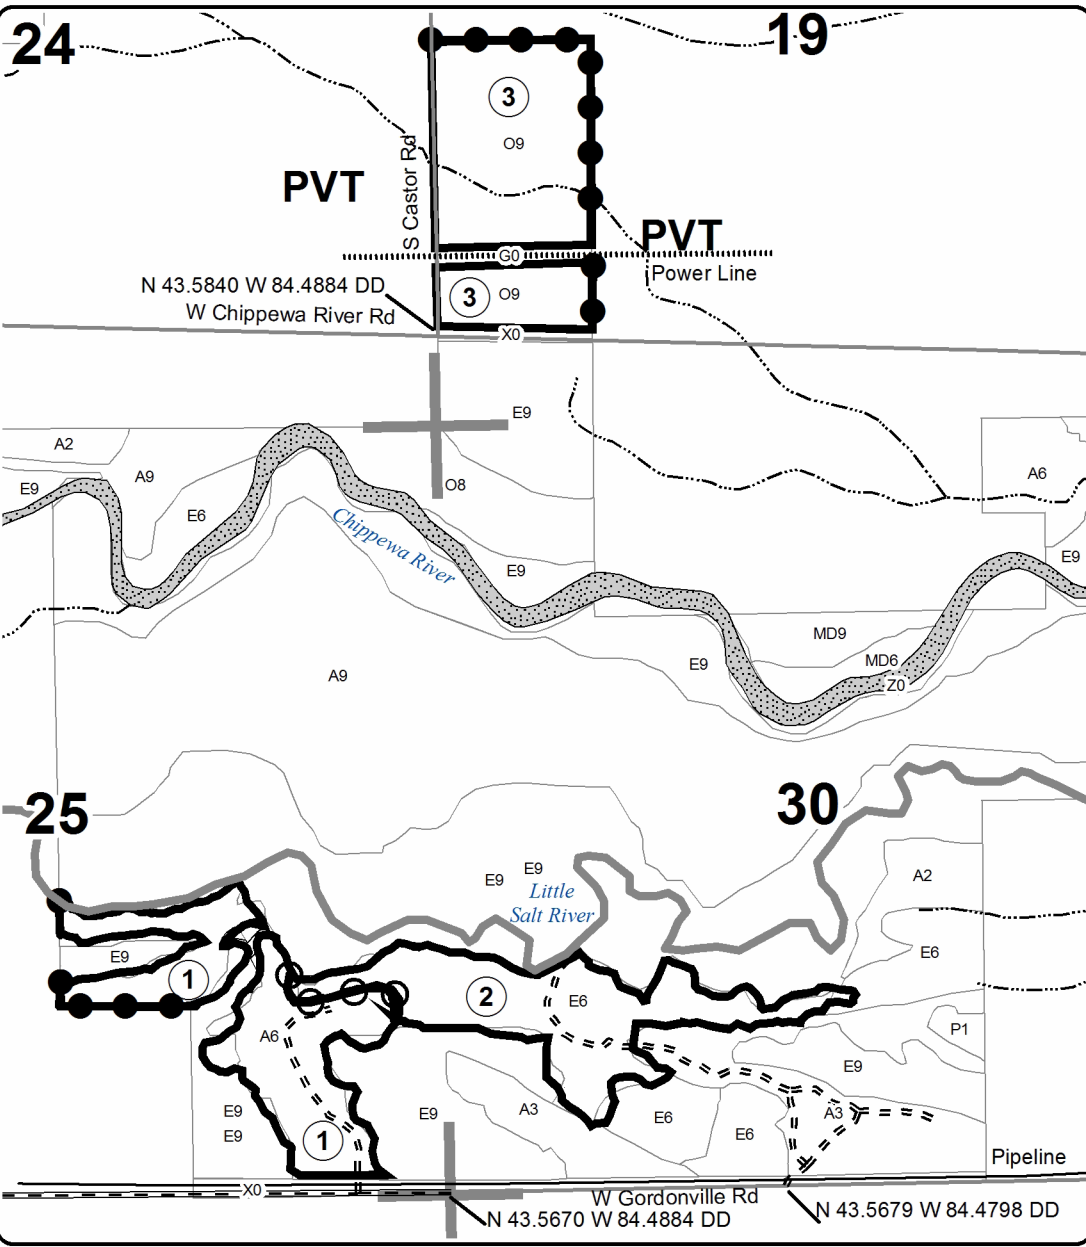 24
19
3
O9
S Castor Rd
PVT
PVT
G0
Power Line
N 43.5840 W 84.4884 DD
3
O9
W Chippewa River Rd
X0
E9
A2
A9
A6
E9
O8
E6
Chippewa River
E9
E9
MD9
MD6
E9
A9
Z0
25
30
E9
E9
A2
Little
Salt River
E9
E6
1
2
E6
A6
P1
E9
E9
E9
A3
A3
E6
E6
E9
1
Pipeline
X0
W Gordonville Rd
N 43.5670 W 84.4884 DD
N 43.5679 W 84.4798 DD